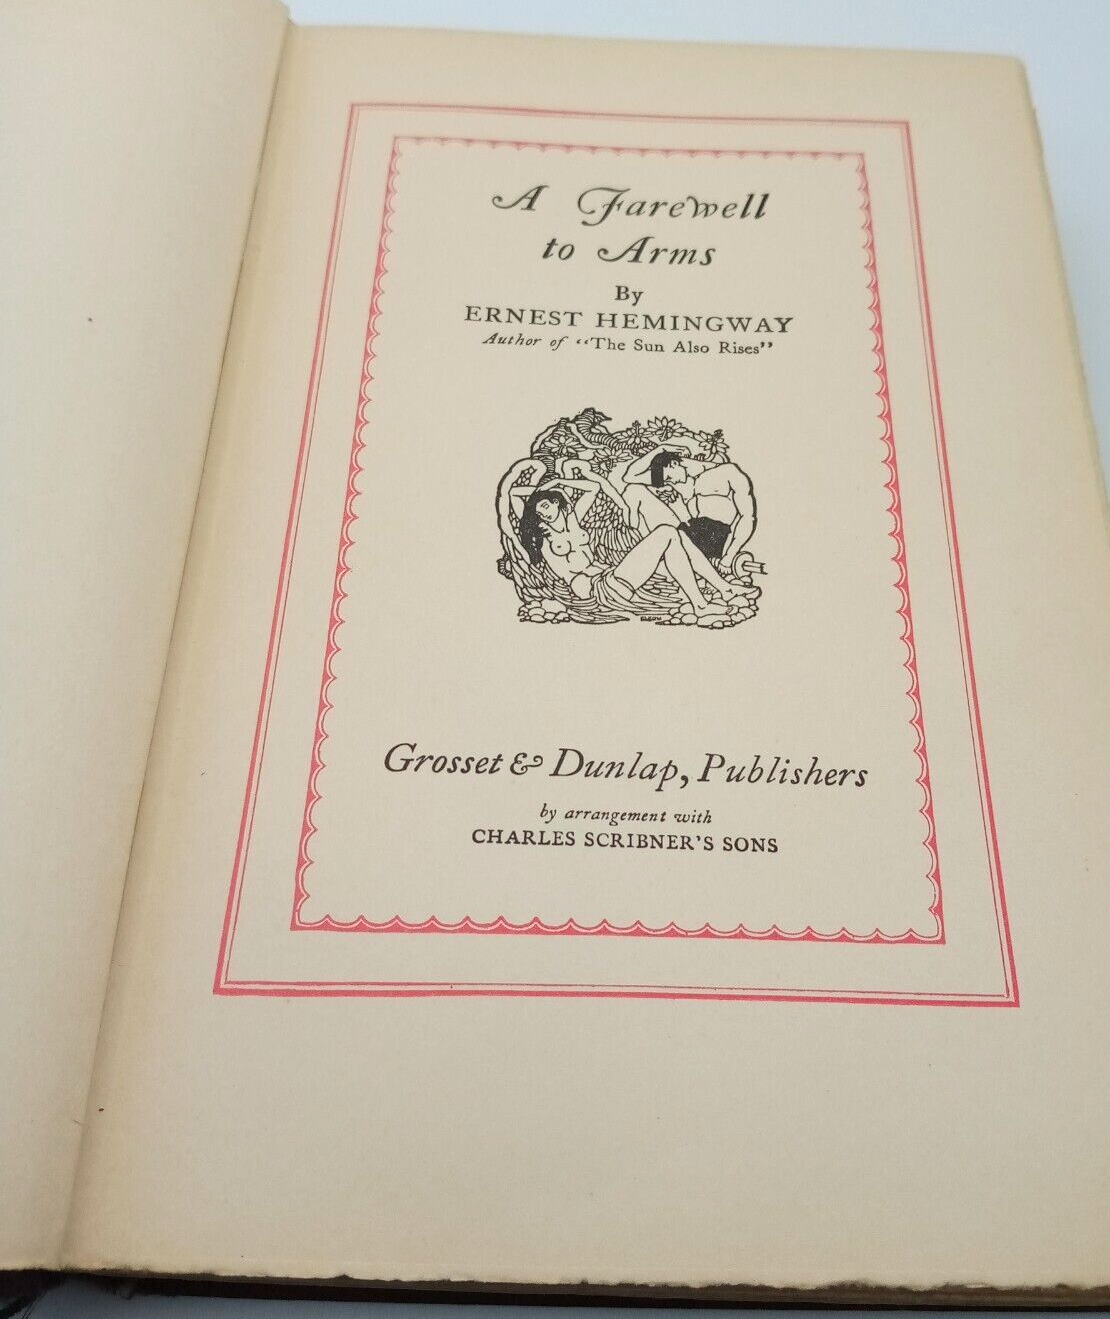 A Farewell
to Arms
By
ERNEST HEMINGWAY
Author of “The Sun Also Rises”
Grosset & Dunlap, Publishers
by arrangement with
CHARLES SCRIBNER'S SONS